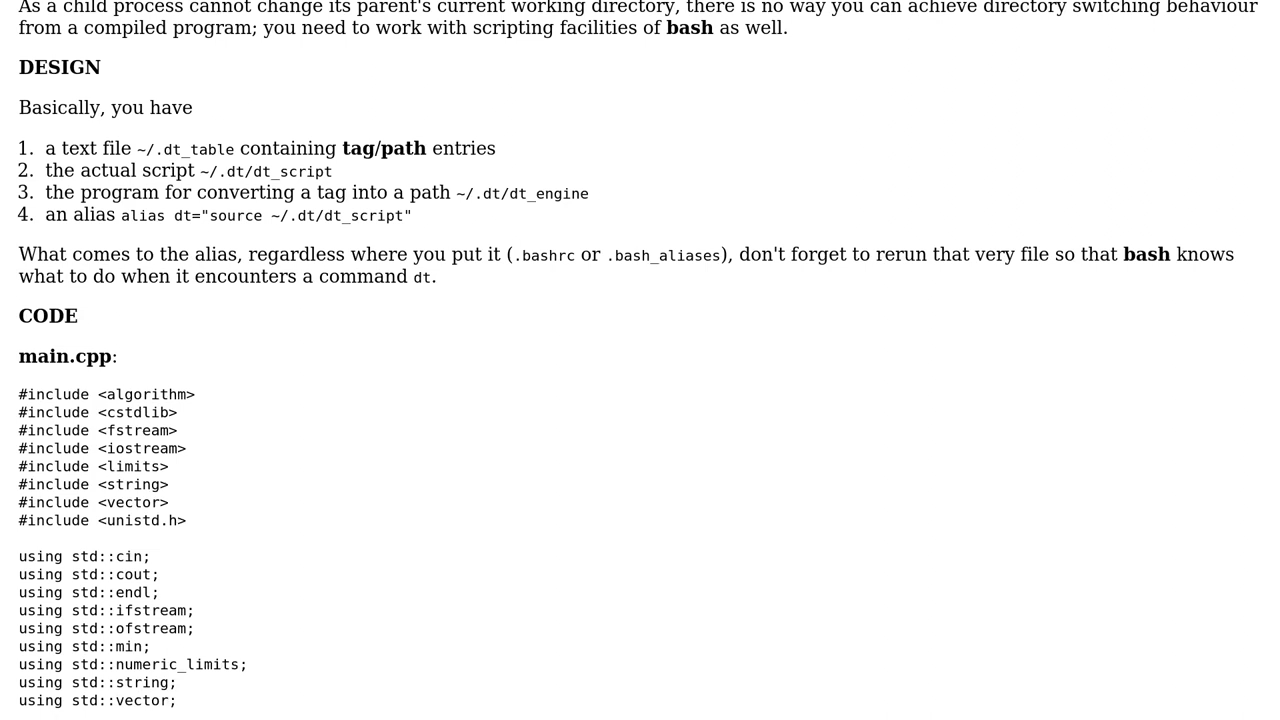 As a child process cannot change its parent's current working directory, there is no way you can achieve directory switching behaviour
from a compiled program; you need to work with scripting facilities of bash as well.
DESIGN
Basically, you have
1. a text file ~/.dt_table containing tag/path entries
2. the actual script ~/.dt/dt_script
3. the program for converting a tag into a path ~/.dt/dt_engine
4. an alias alias dt="source ~/.dt/dt_script"
What comes to the alias, regardless where you put it (.bashrc or .bash_aliases), don't forget to rerun that very file so that bash knows
what to do when it encounters a command dt.
CODE
main.cpp:
#include <algorithm>
#include <cstdlib>
#include <fstream>
#include <iostream>
#include <limits>
#include <string>
#include <vector>
#include <unistd.h>
using std::cin;
using std::cout;
using std::endl;
using std::ifstream;
using std::ofstream;
using std::min;
using std::numeric_limits;
using std::string;
using std::vector;